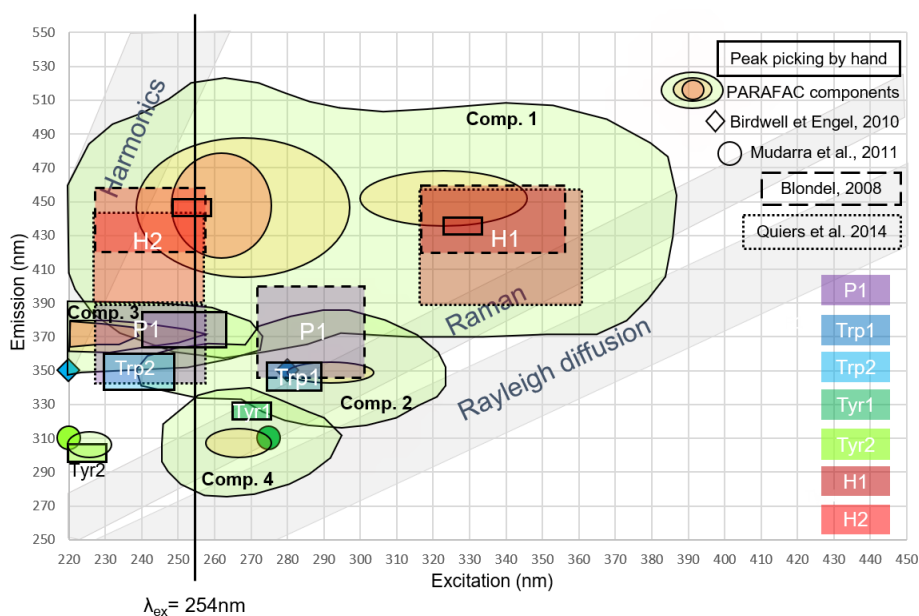 550
530
510
490
470
450
430
410
390
370
350
330
310
290
270
250
Emission (nm)
220 230 240 250 260 270 280 290 300 310 320 330 340 350 360 370 380 390 400 410 420 430 440 450
Excitation (nm)
λex= 254nm
Harmonics
Raman
Rayleigh diffusion
Comp. 1
Comp. 3
Comp. 2
Comp. 4
H2
H1
P1
P1
Trp2
Trp1
Tyr1
Tyr2
Peak picking by hand
PARAFAC components
Birdwell et Engel, 2010
Mudarra et al., 2011
Blondel, 2008
Quiers et al. 2014
P1
Trp1
Trp2
Tyr1
Tyr2
H1
H2